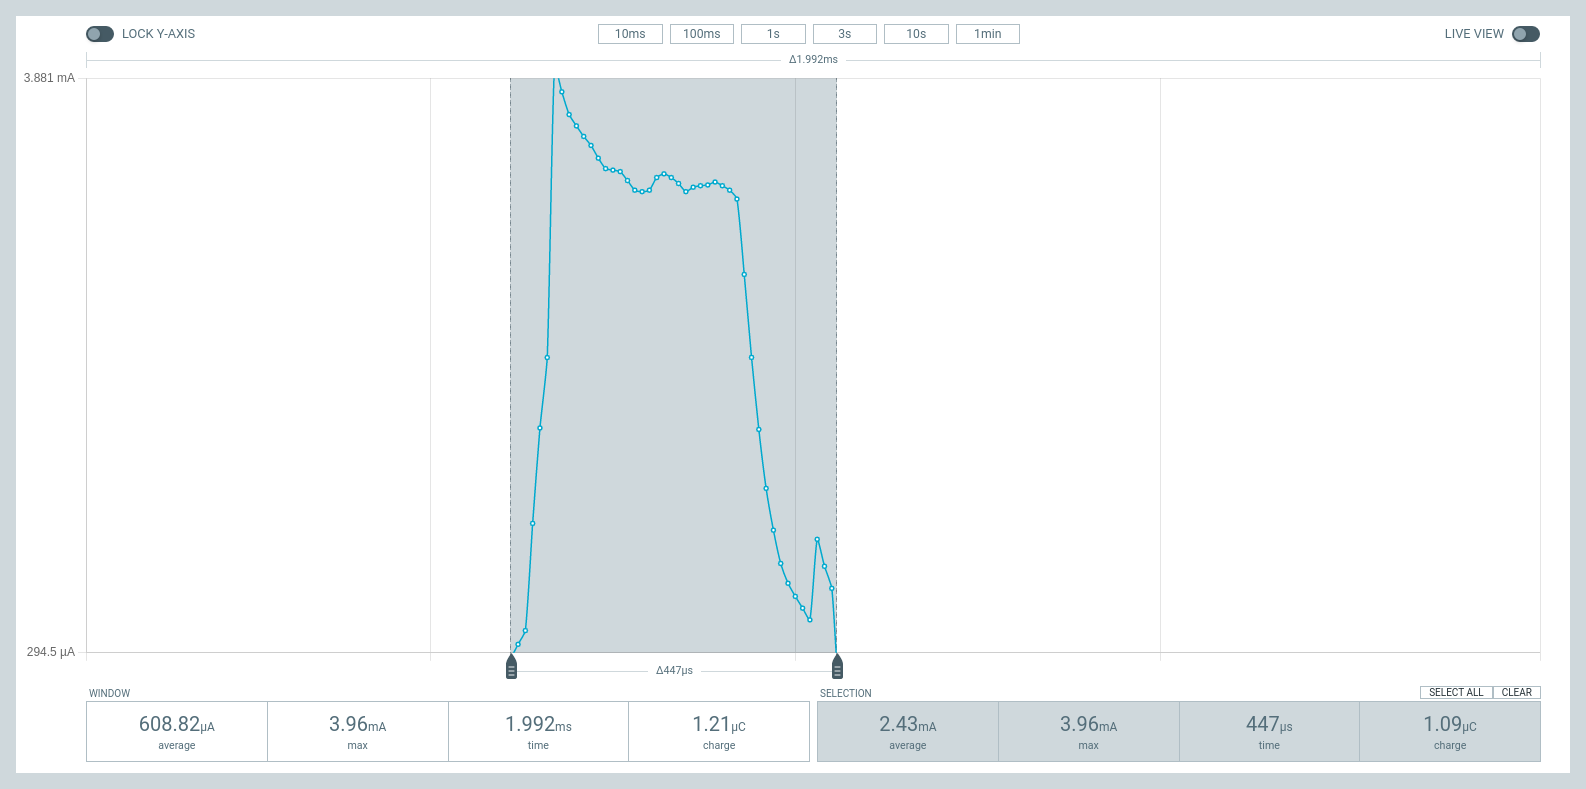 LOCK Y-AXIS 10ms 100ms 1s 3s 10s 1min LIVE VIEW
Δ1.992ms
3.881 mA
294.5 µA
Δ447µs
WINDOW SELECTION SELECT ALL CLEAR
608.82µA 3.96mA 1.992ms 1.21µC 2.43mA 3.96mA 447µs 1.09µC
average max time charge average max time charge